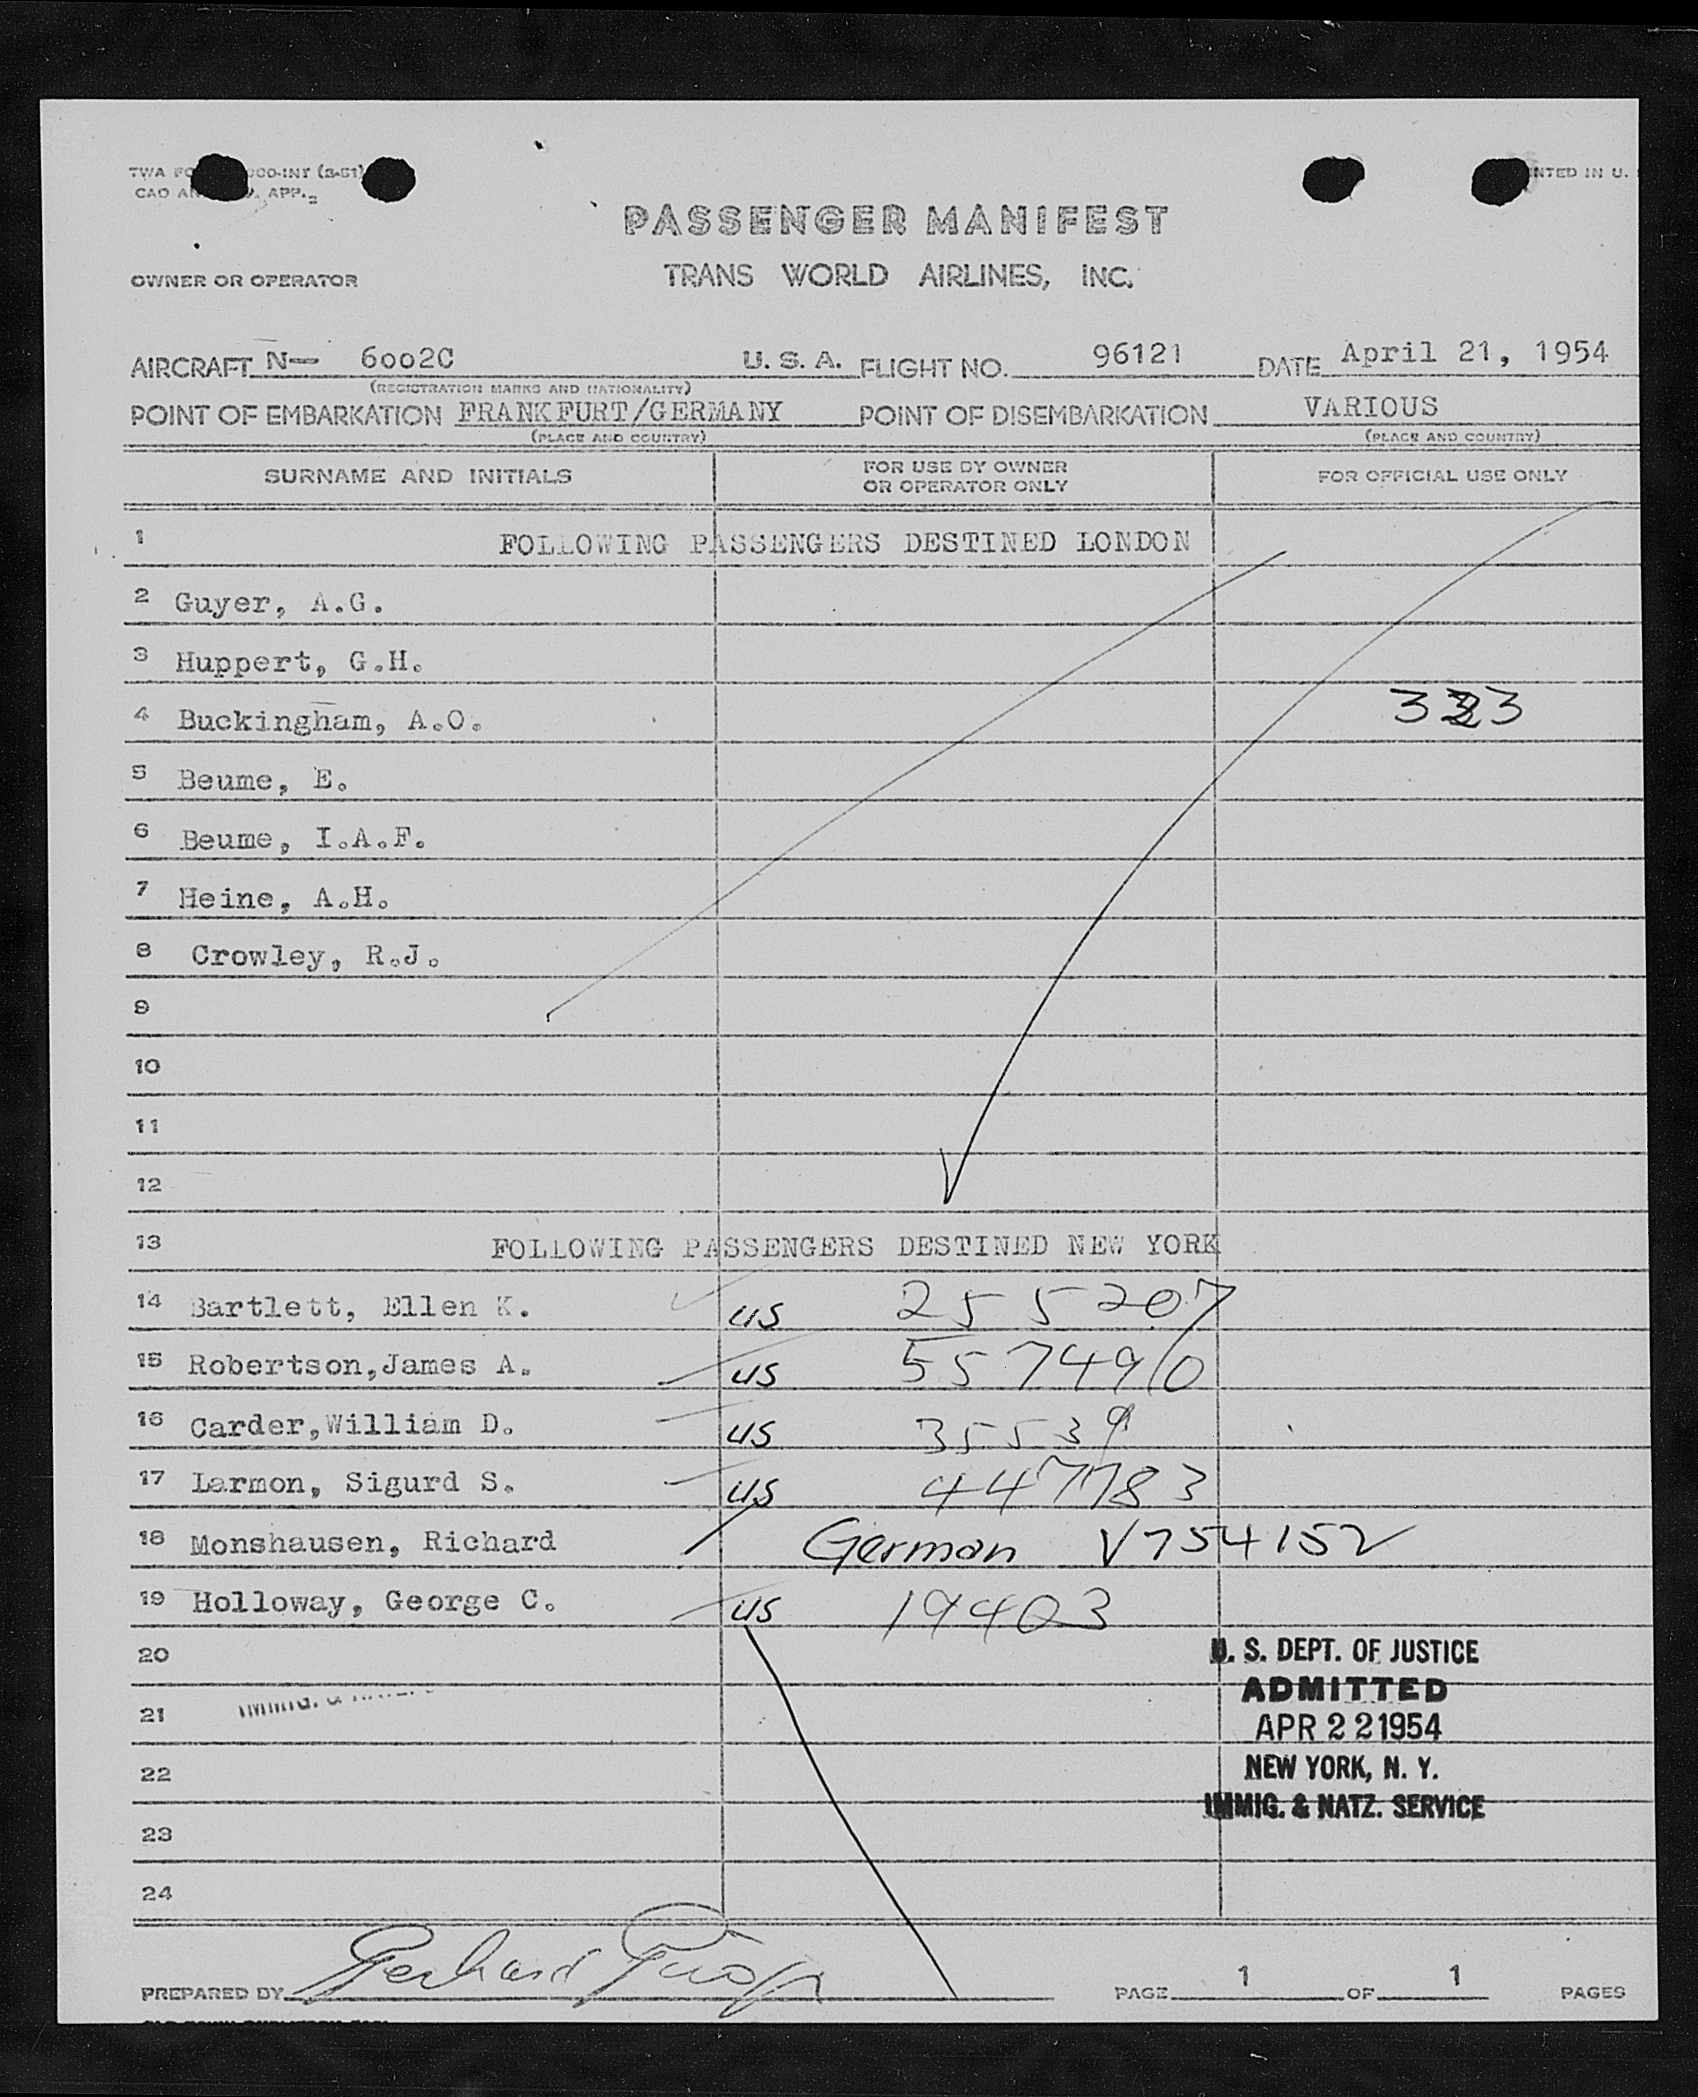 PASSENGER MANIFEST
TRANS WORLD AIRLINES, INC.
OWNER OR OPERATOR
AIRCRAFT N— 6002C U. S. A. FLIGHT NO. 96121 DATE April 21, 1954
(REGISTRATION MARKS AND NATIONALITY)
POINT OF EMBARKATION FRANKFURT/GERMANY POINT OF DISEMBARKATION VARIOUS
(PLACE AND COUNTRY) (PLACE AND COUNTRY)
SURNAME AND INITIALS FOR USE BY OWNER OR OPERATOR ONLY FOR OFFICIAL USE ONLY
1 FOLLOWING PASSENGERS DESTINED LONDON
2 Guyer, A.G.
3 Huppert, G.H.
4 Buckingham, A.O.
5 Beume, E.
6 Beume, I.A.F.
7 Heine, A.H.
8 Crowley, R.J.
9
10
11
12
13 FOLLOWING PASSENGERS DESTINED NEW YORK
14 Bartlett, Ellen K. US 255207
15 Robertson,James A. US 557490
16 Carder,William D. US 35539
17 Larmon, Sigurd S. US 447783
18 Monshausen, Richard German V754152
19 Holloway, George C. US 19403
20
21
22
23
24
U. S. DEPT. OF JUSTICE
ADMITTED
APR 22 1954
NEW YORK, N. Y.
IMMIG. & NATZ. SERVICE
PREPARED BY Gerhard PAGE 1 OF 1 PAGES